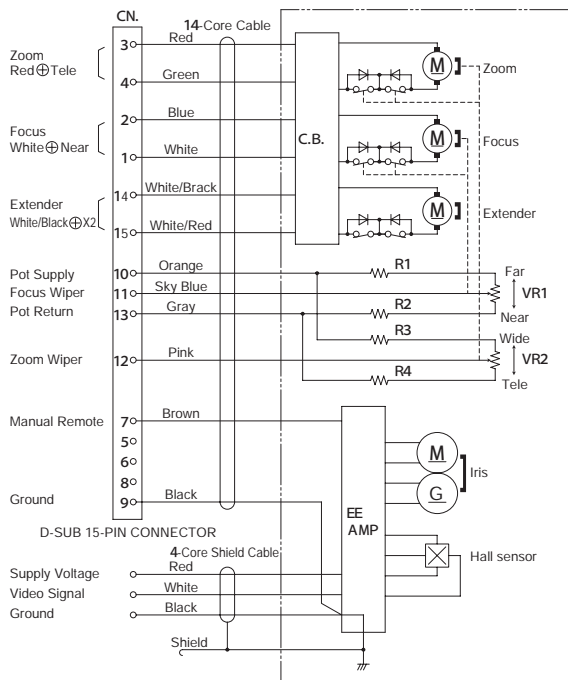 CN.
14-Core Cable
Zoom
Red⊕Tele
3
Red
4
Green
Focus
White⊕Near
2
Blue
1
White
Extender
White/Black⊕X2
14
White/Brack
15
White/Red
C.B.
M
Zoom
M
Focus
M
Extender
Pot Supply
10
Orange
R1
Far
Focus Wiper
11
Sky Blue
VR1
Pot Return
13
Gray
R2
Near
R3
Wide
Zoom Wiper
12
Pink
VR2
R4
Tele
Manual Remote
7
Brown
5
6
8
Ground
9
Black
M
Iris
G
EE
AMP
Hall sensor
D-SUB 15-PIN CONNECTOR
4-Core Shield Cable
Supply Voltage
Red
Video Signal
White
Ground
Black
Shield